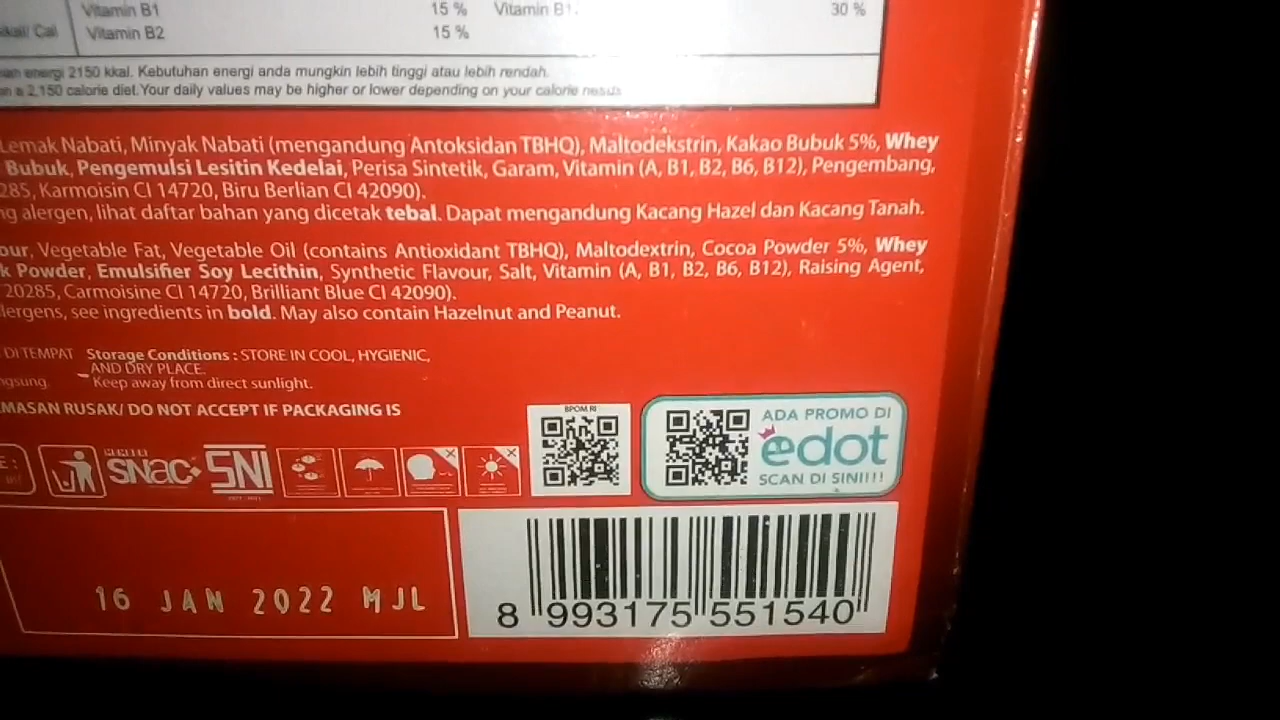 Vitamin B1 15 % Vitamin B1 30 %
Vitamin B2 15 %
energi 2150 kkal. Kebutuhan energi anda mungkin lebih tinggi atau lebih rendah.
a 2,150 calorie diet. Your daily values may be higher or lower depending on your calorie needs
Lemak Nabati, Minyak Nabati (mengandung Antoksidan TBHQ), Maltodekstrin, Kakao Bubuk 5%, Whey
Bubuk, Pengemulsi Lesitin Kedelai, Perisa Sintetik, Garam, Vitamin (A, B1, B2, B6, B12), Pengembang,
285, Karmoisin CI 14720, Biru Berlian CI 42090).
ng alergen, lihat daftar bahan yang dicetak tebal. Dapat mengandung Kacang Hazel dan Kacang Tanah.
our, Vegetable Fat, Vegetable Oil (contains Antioxidant TBHQ), Maltodextrin, Cocoa Powder 5%, Whey
k Powder, Emulsifier Soy Lecithin, Synthetic Flavour, Salt, Vitamin (A, B1, B2, B6, B12), Raising Agent,
20285, Carmoisine CI 14720, Brilliant Blue CI 42090).
lergens, see ingredients in bold. May also contain Hazelnut and Peanut.
DI TEMPAT Storage Conditions : STORE IN COOL, HYGIENIC,
AND DRY PLACE.
ngsung. Keep away from direct sunlight.
MASAN RUSAK/ DO NOT ACCEPT IF PACKAGING IS
BPOM RI
ADA PROMO DI
edot
SCAN DI SINI!!!
SNAC SNI
16 JAN 2022 MJL
8 993175 551540